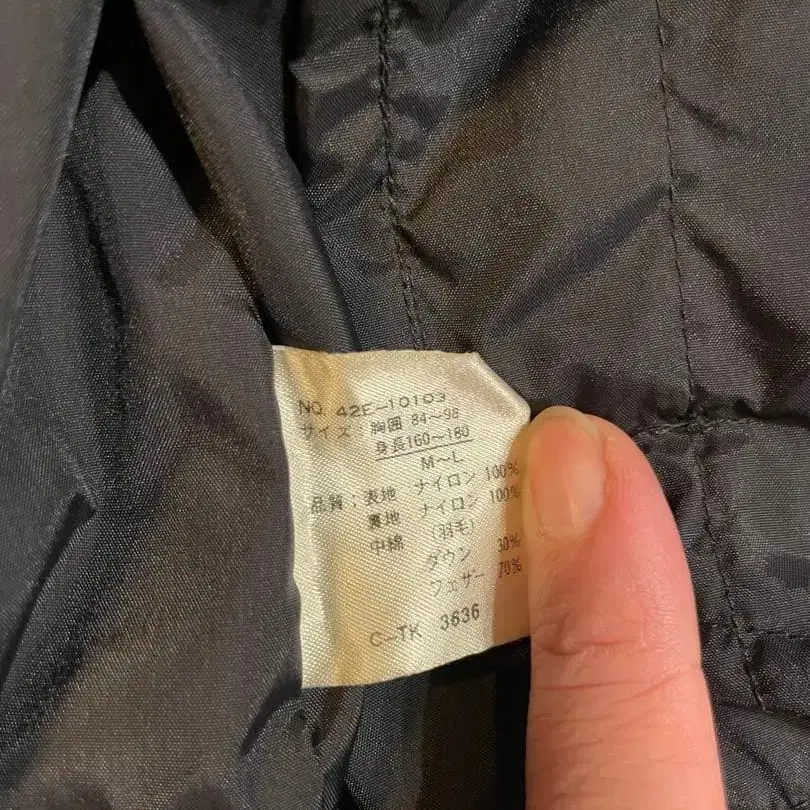 NO. 42E-10103
サイズ:胸囲 84〜98
身長160〜180
M〜L
品質:表地 ナイロン 100%
裏地 ナイロン 100%
中綿 (羽毛)
ダウン 30%
フェザー 70%
C-TK 3636